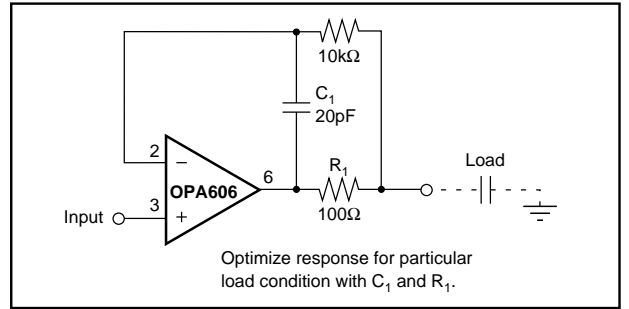 10kΩ
C1
20pF
2
−
OPA606
6
R1
Load
Input
3
+
100Ω
Optimize response for particular
load condition with C1 and R1.